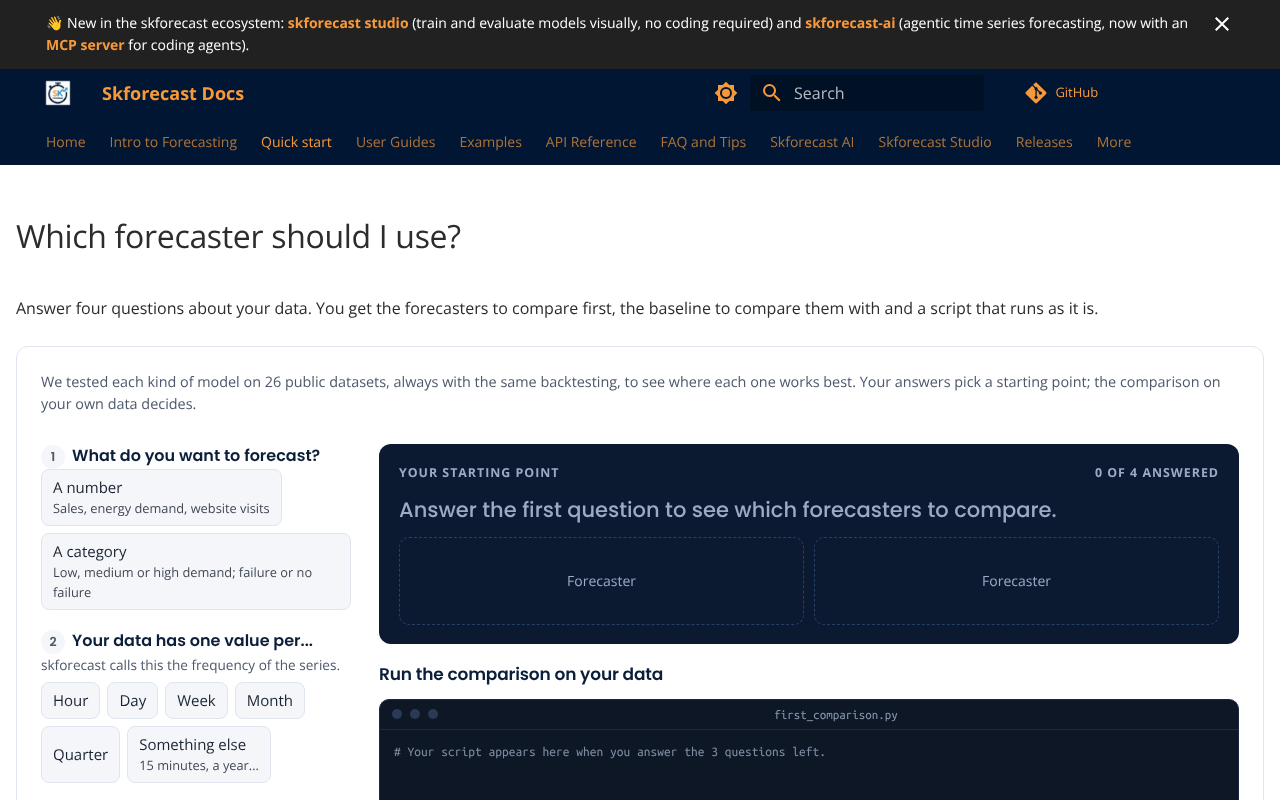 👋 New in the skforecast ecosystem: skforecast studio (train and evaluate models visually, no coding required) and skforecast-ai (agentic time series forecasting, now with an
MCP server for coding agents).
Skforecast Docs
Search
GitHub
Home Intro to Forecasting Quick start User Guides Examples API Reference FAQ and Tips Skforecast AI Skforecast Studio Releases More
Which forecaster should I use?
Answer four questions about your data. You get the forecasters to compare first, the baseline to compare them with and a script that runs as it is.
We tested each kind of model on 26 public datasets, always with the same backtesting, to see where each one works best. Your answers pick a starting point; the comparison on
your own data decides.
1 What do you want to forecast?
A number
Sales, energy demand, website visits
A category
Low, medium or high demand; failure or no
failure
2 Your data has one value per...
skforecast calls this the frequency of the series.
Hour Day Week Month
Quarter
Something else
15 minutes, a year...
YOUR STARTING POINT 0 OF 4 ANSWERED
Answer the first question to see which forecasters to compare.
Forecaster Forecaster
Run the comparison on your data
first_comparison.py
# Your script appears here when you answer the 3 questions left.